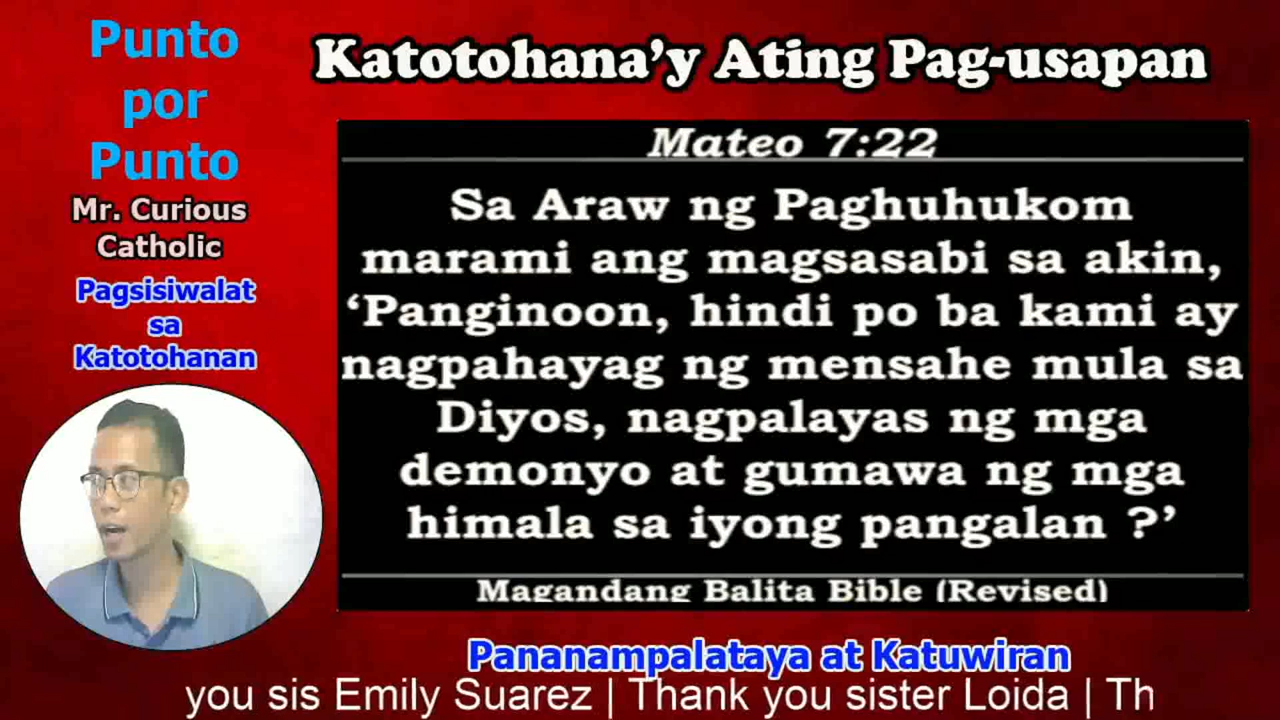 Punto
por
Punto
Mr. Curious
Catholic
Pagsisiwalat
sa
Katotohanan
Katotohana’y Ating Pag-usapan
Mateo 7:22
Sa Araw ng Paghuhukom
marami ang magsasabi sa akin,
‘Panginoon, hindi po ba kami ay
nagpahayag ng mensahe mula sa
Diyos, nagpalayas ng mga
demonyo at gumawa ng mga
himala sa iyong pangalan ?’
Magandang Balita Bible (Revised)
Pananampalataya at Katuwiran
you sis Emily Suarez | Thank you sister Loida | Th